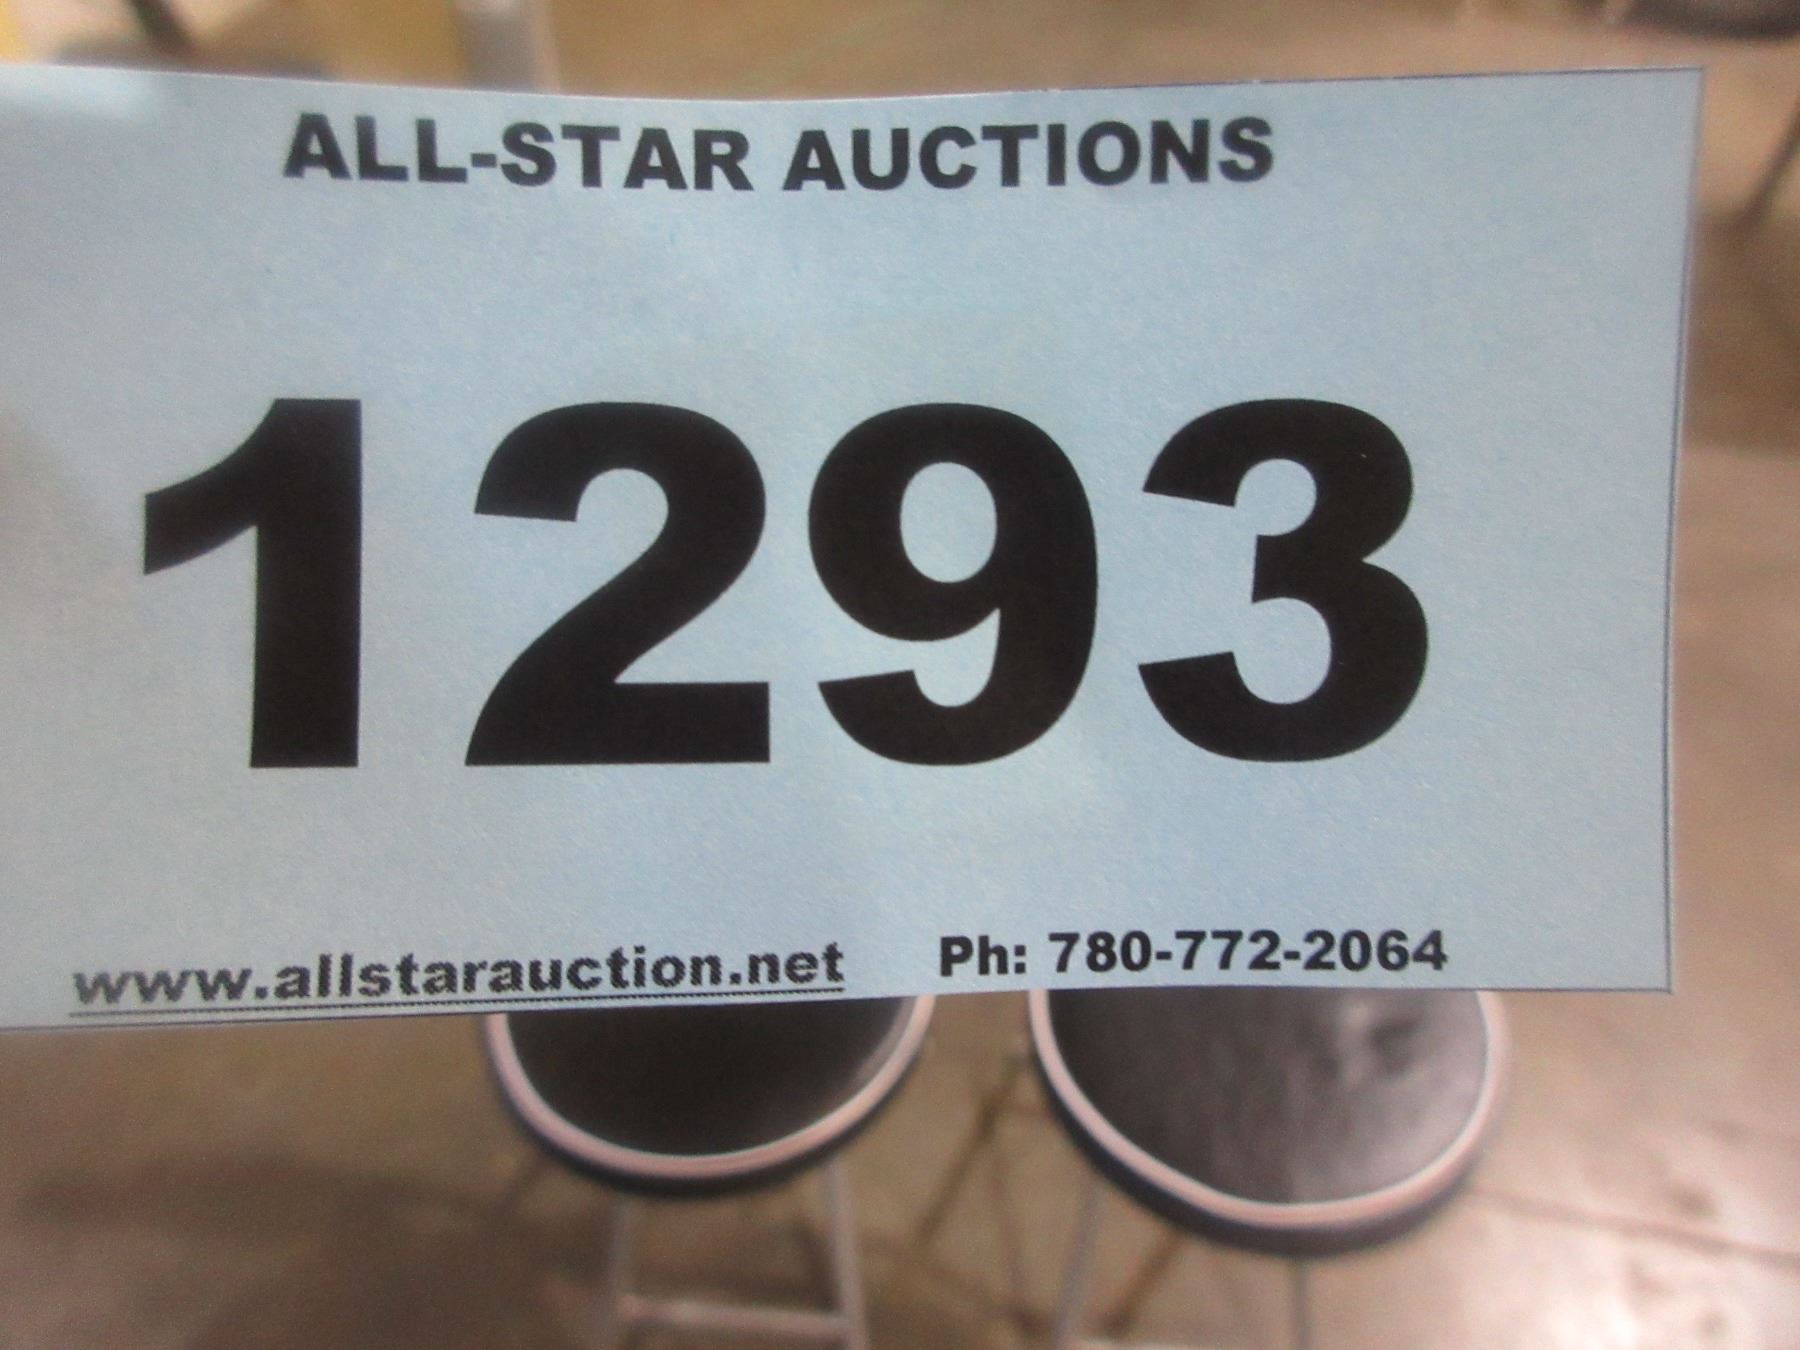 ALL-STAR AUCTIONS
1293
www.allstarauction.net Ph: 780-772-2064